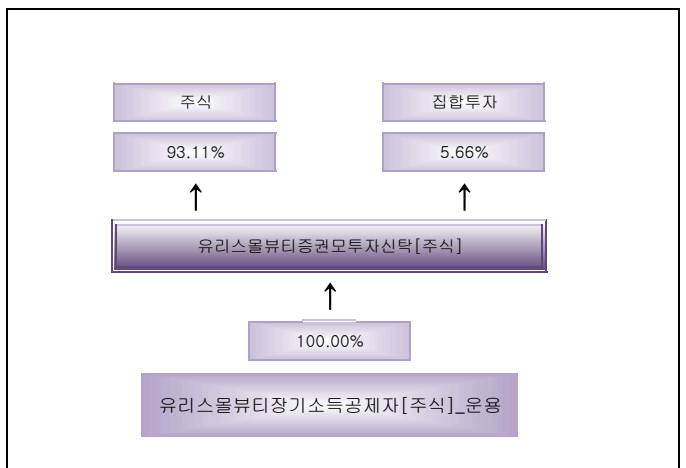 주식
집합투자
93.11%
5.66%
↑
↑
유리스몰뷰티증권모투자신탁[주식]
↑
100.00%
유리스몰뷰티장기소득공제자[주식]_운용